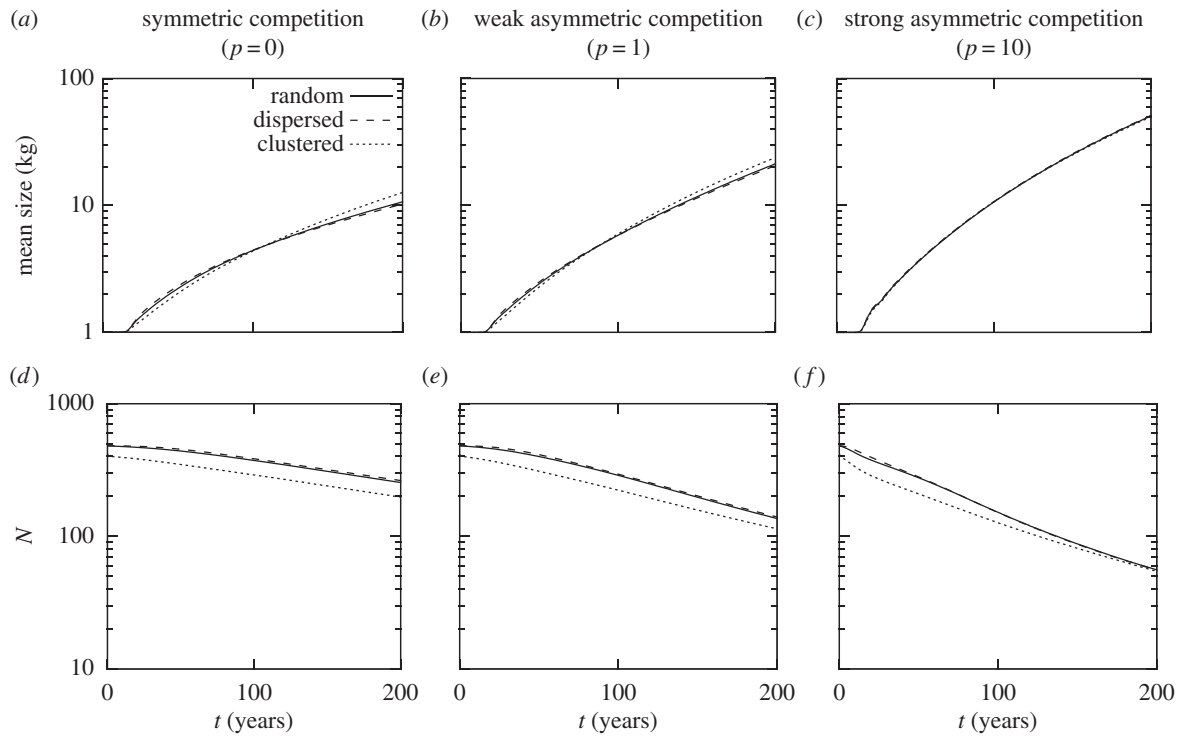 (a) symmetric competition
(p = 0)
(b) weak asymmetric competition
(p = 1)
(c) strong asymmetric competition
(p = 10)
100
10
1
mean size (kg)
random
dispersed
clustered
(d)
(e)
(f)
1000
100
10
N
0 100 200
t (years)
0 100 200
t (years)
0 100 200
t (years)